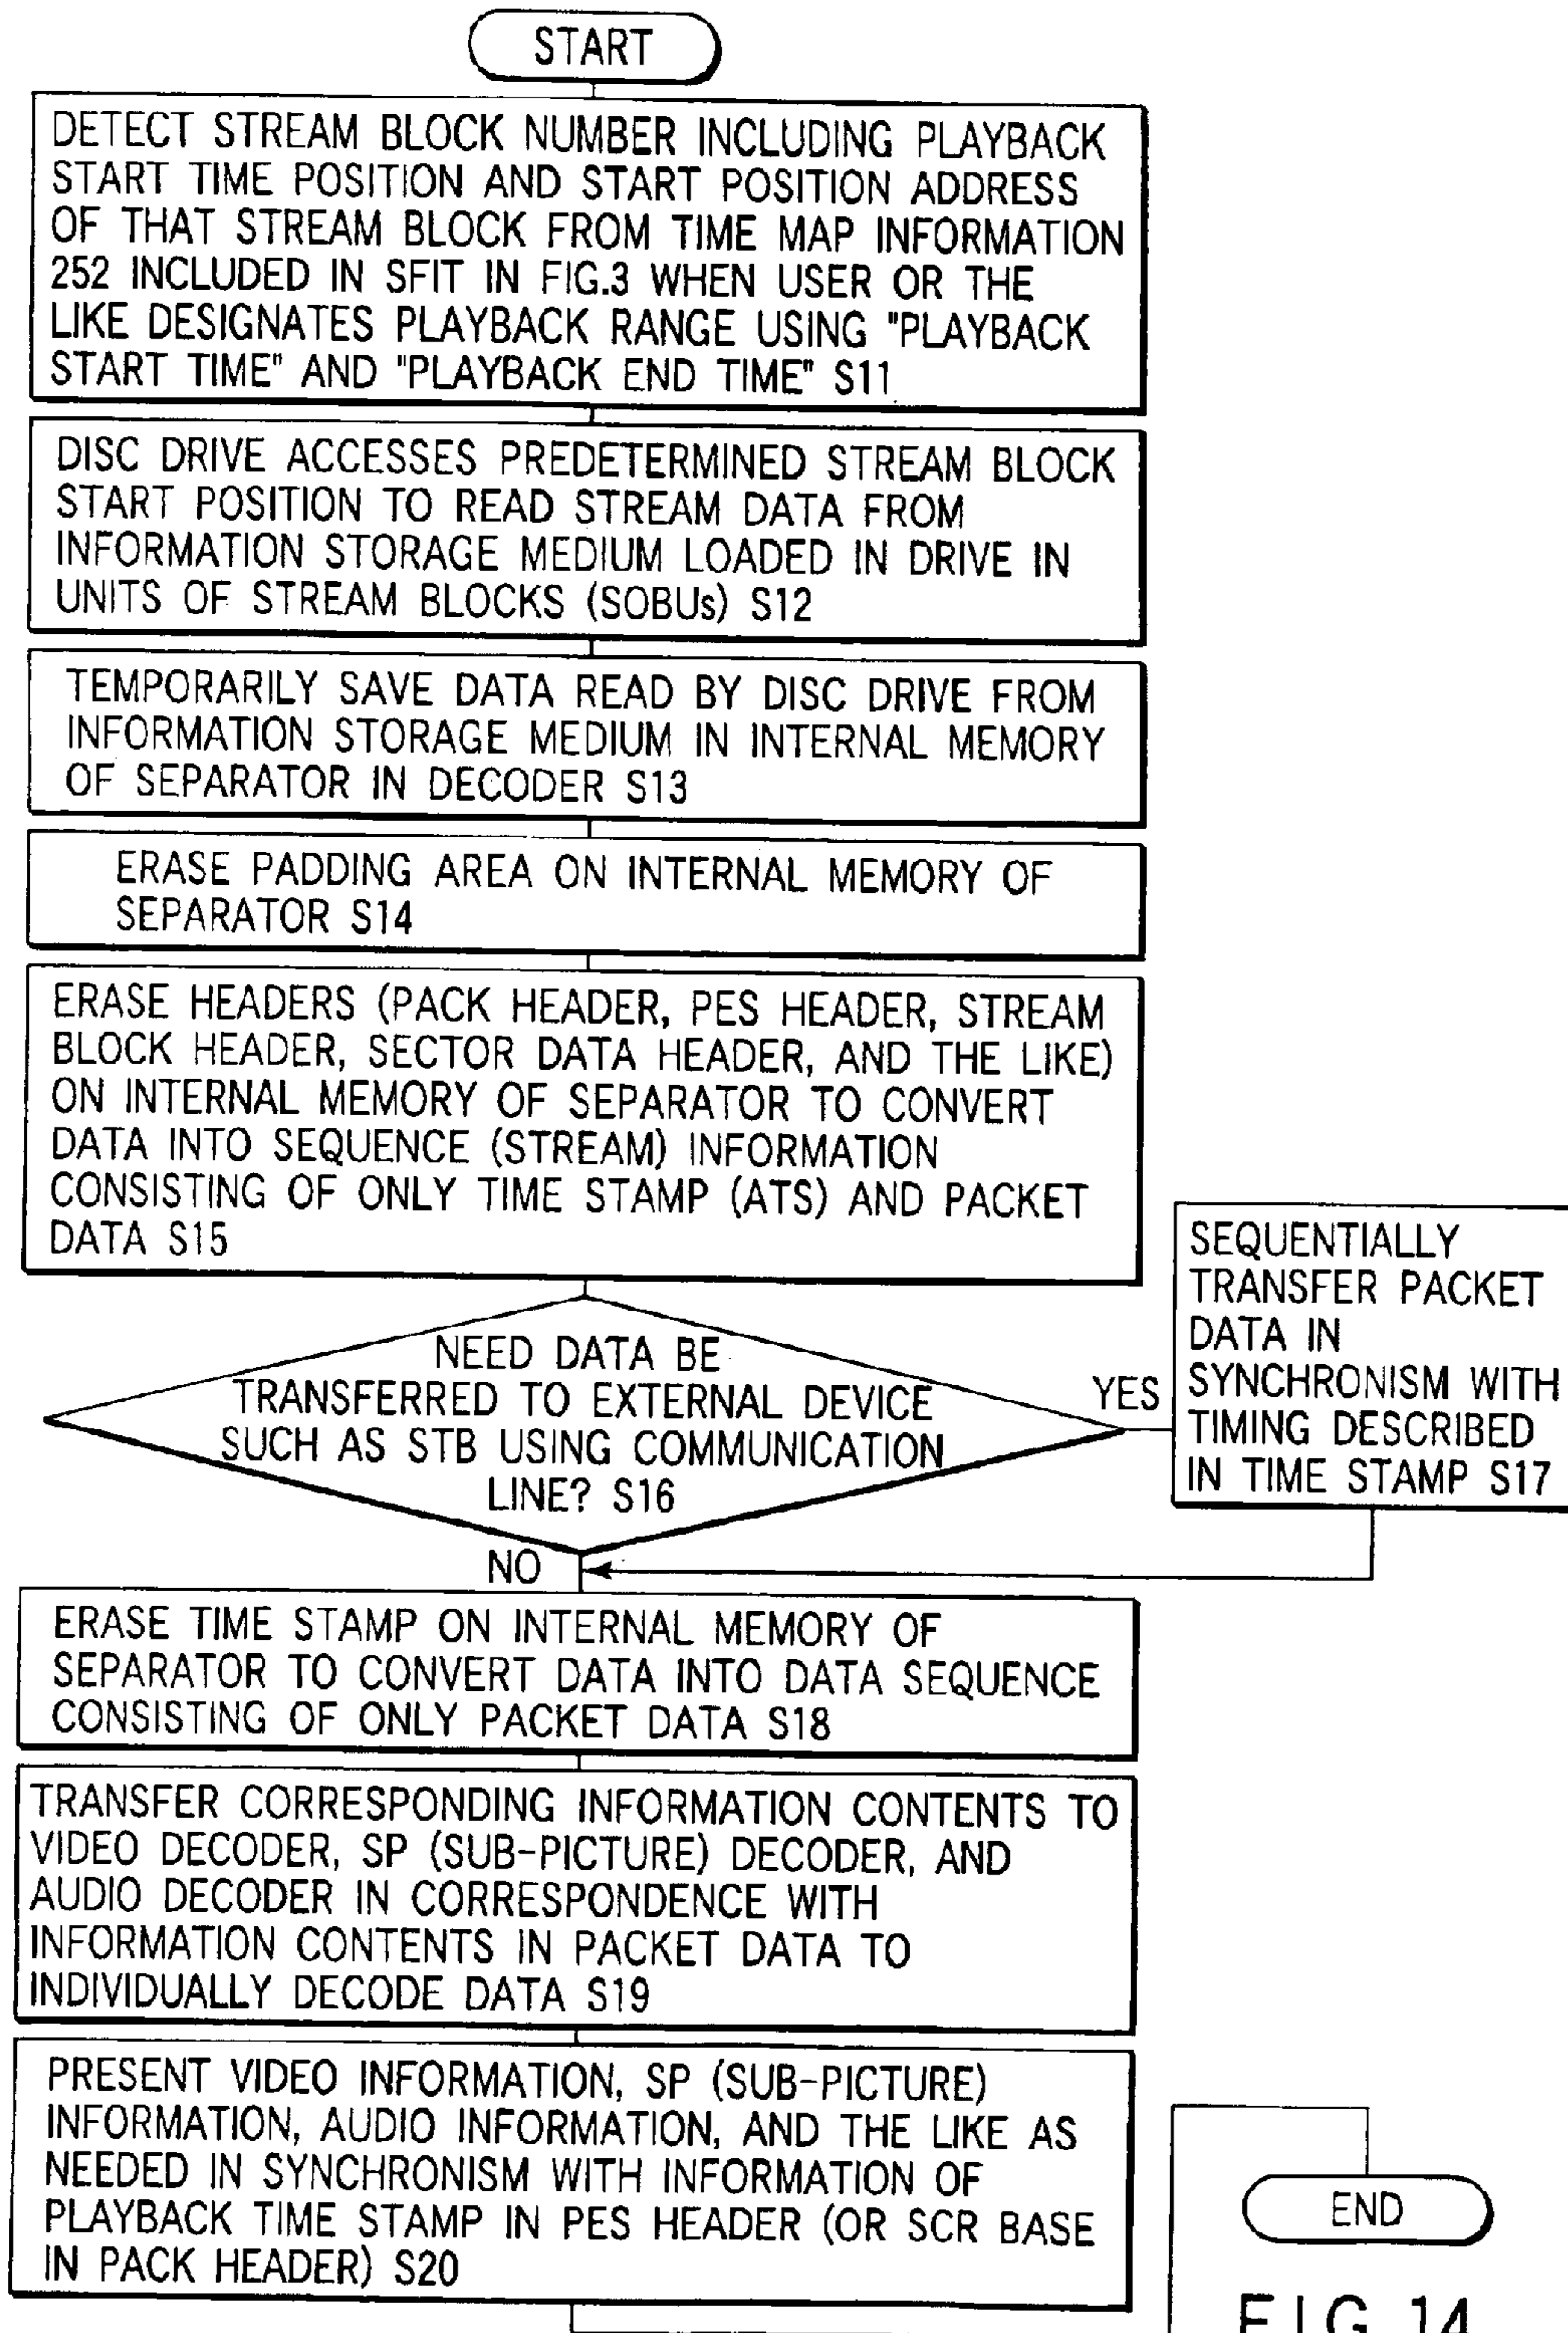 START
DETECT STREAM BLOCK NUMBER INCLUDING PLAYBACK
START TIME POSITION AND START POSITION ADDRESS
OF THAT STREAM BLOCK FROM TIME MAP INFORMATION
252 INCLUDED IN SFIT IN FIG.3 WHEN USER OR THE
LIKE DESIGNATES PLAYBACK RANGE USING "PLAYBACK
START TIME" AND "PLAYBACK END TIME" S11
DISC DRIVE ACCESSES PREDETERMINED STREAM BLOCK
START POSITION TO READ STREAM DATA FROM
INFORMATION STORAGE MEDIUM LOADED IN DRIVE IN
UNITS OF STREAM BLOCKS (SOBUs) S12
TEMPORARILY SAVE DATA READ BY DISC DRIVE FROM
INFORMATION STORAGE MEDIUM IN INTERNAL MEMORY
OF SEPARATOR IN DECODER S13
ERASE PADDING AREA ON INTERNAL MEMORY OF
SEPARATOR S14
ERASE HEADERS (PACK HEADER, PES HEADER, STREAM
BLOCK HEADER, SECTOR DATA HEADER, AND THE LIKE)
ON INTERNAL MEMORY OF SEPARATOR TO CONVERT
DATA INTO SEQUENCE (STREAM) INFORMATION
CONSISTING OF ONLY TIME STAMP (ATS) AND PACKET
DATA S15
NEED DATA BE
TRANSFERRED TO EXTERNAL DEVICE
SUCH AS STB USING COMMUNICATION
LINE? S16
YES
SEQUENTIALLY
TRANSFER PACKET
DATA IN
SYNCHRONISM WITH
TIMING DESCRIBED
IN TIME STAMP S17
NO
ERASE TIME STAMP ON INTERNAL MEMORY OF
SEPARATOR TO CONVERT DATA INTO DATA SEQUENCE
CONSISTING OF ONLY PACKET DATA S18
TRANSFER CORRESPONDING INFORMATION CONTENTS TO
VIDEO DECODER, SP (SUB-PICTURE) DECODER, AND
AUDIO DECODER IN CORRESPONDENCE WITH
INFORMATION CONTENTS IN PACKET DATA TO
INDIVIDUALLY DECODE DATA S19
PRESENT VIDEO INFORMATION, SP (SUB-PICTURE)
INFORMATION, AUDIO INFORMATION, AND THE LIKE AS
NEEDED IN SYNCHRONISM WITH INFORMATION OF
PLAYBACK TIME STAMP IN PES HEADER (OR SCR BASE
IN PACK HEADER) S20
END
FIG. 14